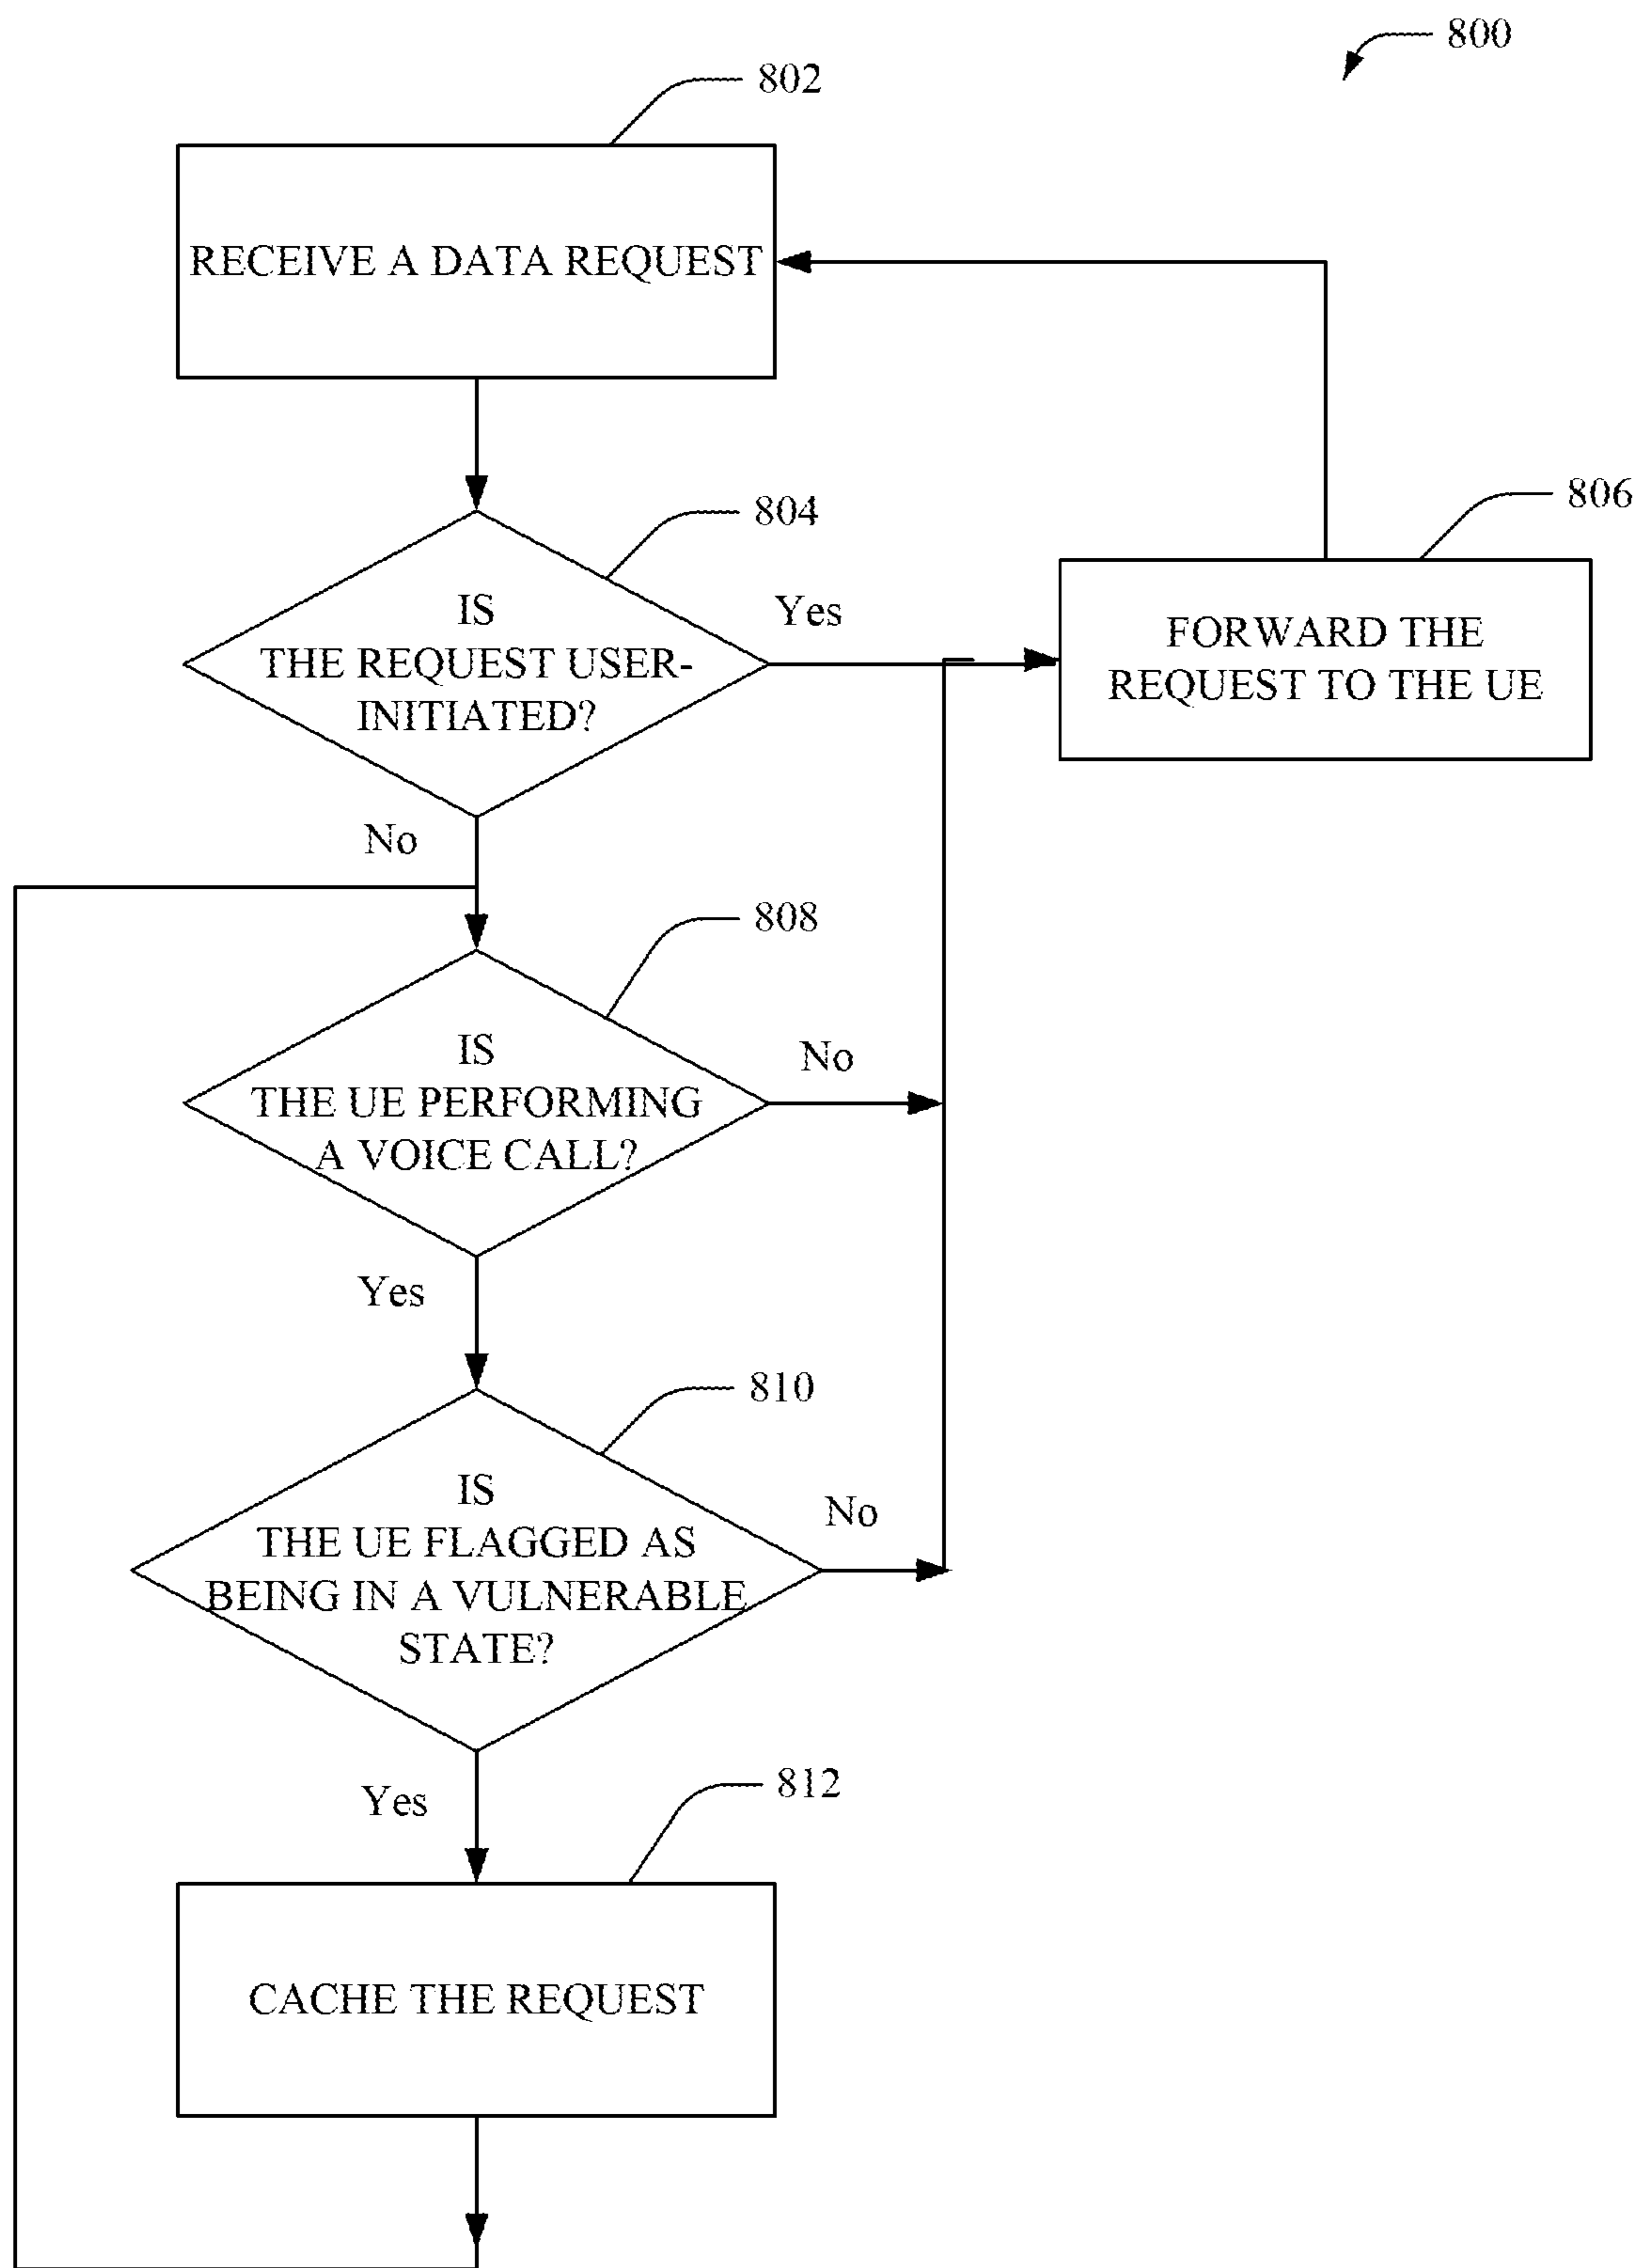 800
802
RECEIVE A DATA REQUEST
804
IS
THE REQUEST USER-
INITIATED?
Yes
806
FORWARD THE
REQUEST TO THE UE
No
808
IS
THE UE PERFORMING
A VOICE CALL?
No
Yes
810
IS
THE UE FLAGGED AS
BEING IN A VULNERABLE
STATE?
No
Yes
812
CACHE THE REQUEST